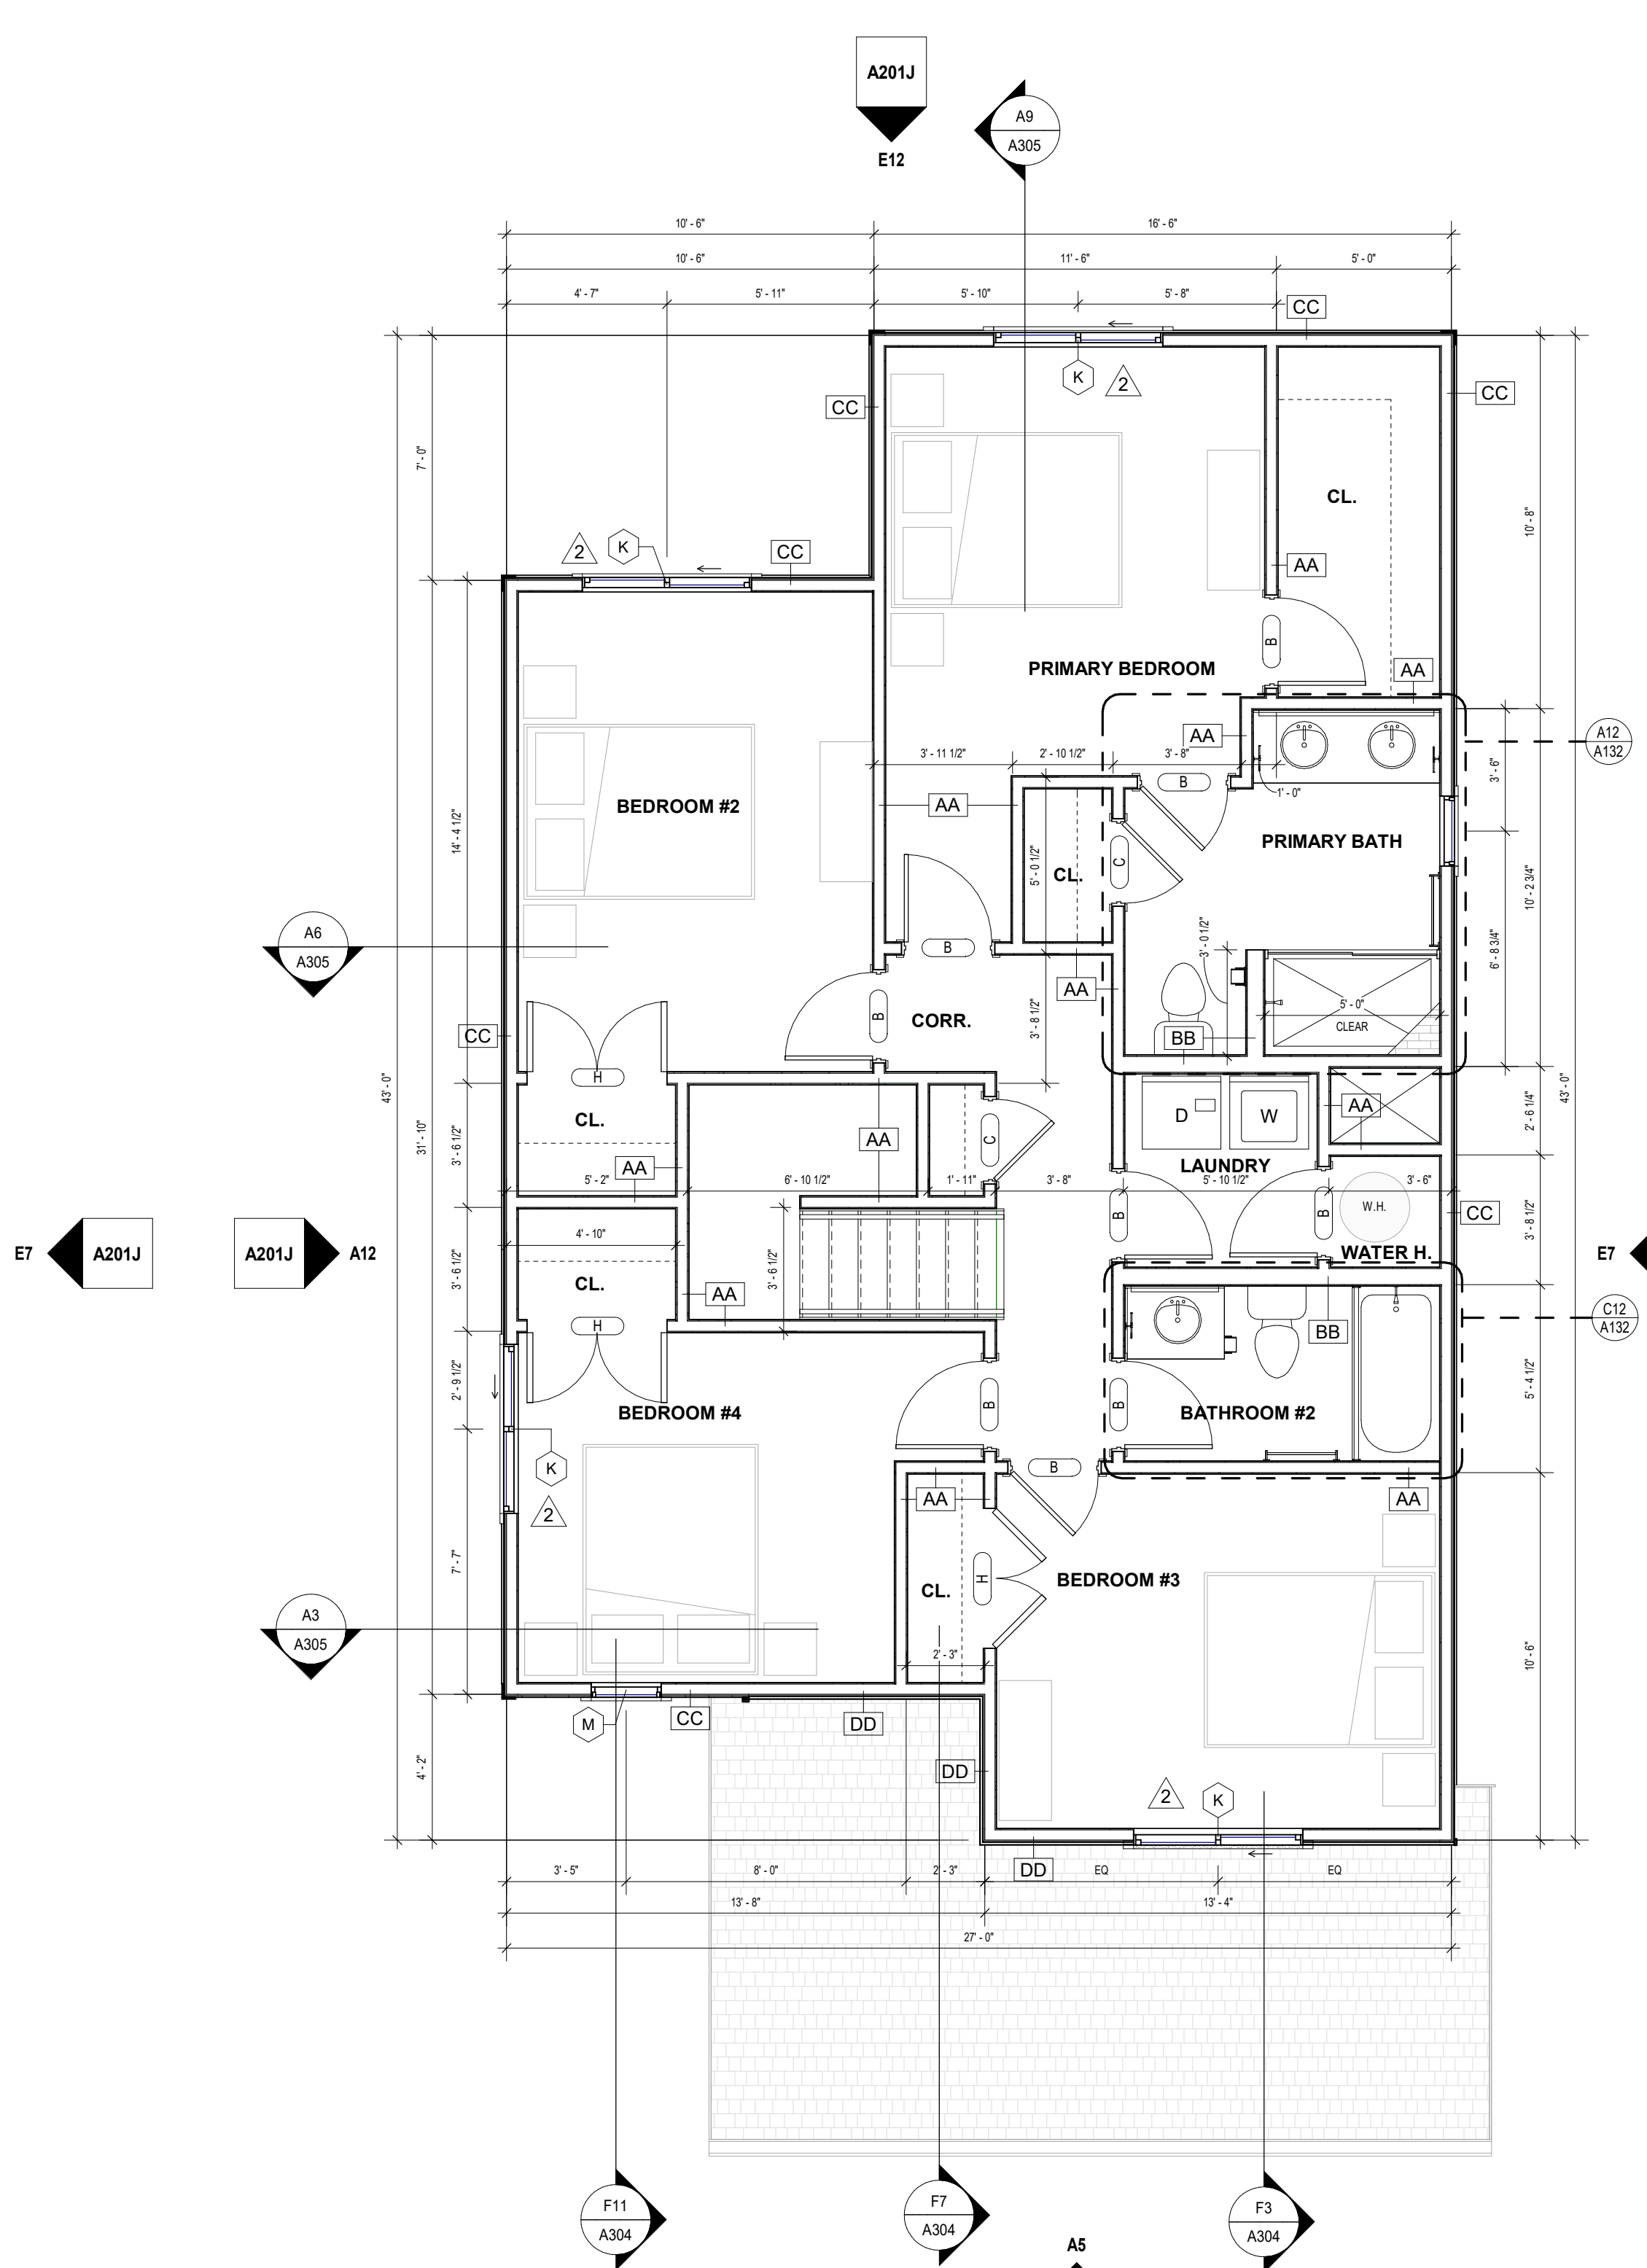 A201J
E12
A9
A305
10' - 6"
16' - 6"
10' - 6"
11' - 6"
5' - 0"
4' - 7"
5' - 11"
5' - 10"
5' - 8"
CC
K
2
CC
CC
7' - 0"
CL.
10' - 8"
2
K
CC
AA
B
PRIMARY BEDROOM
AA
A12
A132
AA
3' - 11 1/2"
2' - 10 1/2"
3' - 8"
3' - 6"
B
1' - 0"
BEDROOM #2
AA
14' - 4 1/2"
PRIMARY BATH
5' - 0 1/2"
CL.
C
10' - 2 3/4"
A6
A305
B
3' - 0 1/2"
6' - 8 3/4"
AA
5' - 0"
CLEAR
B
CORR.
3' - 8 1/2"
BB
CC
H
43' - 0"
43' - 0"
31' - 10"
CL.
3' - 6 1/2"
D
W
AA
2' - 6 1/4"
AA
C
AA
LAUNDRY
5' - 2"
6' - 10 1/2"
1' - 11"
3' - 8"
5' - 10 1/2"
3' - 6"
B
B
W.H.
CC
3' - 8 1/2"
4' - 10"
E7
A201J
A201J
A12
WATER H.
E7
3' - 6 1/2"
CL.
3' - 6 1/2"
AA
H
BB
C12
A132
2' - 9 1/2"
5' - 4 1/2"
BEDROOM #4
B
B
BATHROOM #2
K
B
2
AA
AA
7' - 7"
CL.
H
BEDROOM #3
A3
A305
2' - 3"
10' - 6"
M
CC
DD
4' - 2"
DD
2
K
DD
3' - 5"
8' - 0"
2' - 3"
EQ
EQ
13' - 8"
13' - 4"
27' - 0"
F11
A304
F7
A304
F3
A304
A5